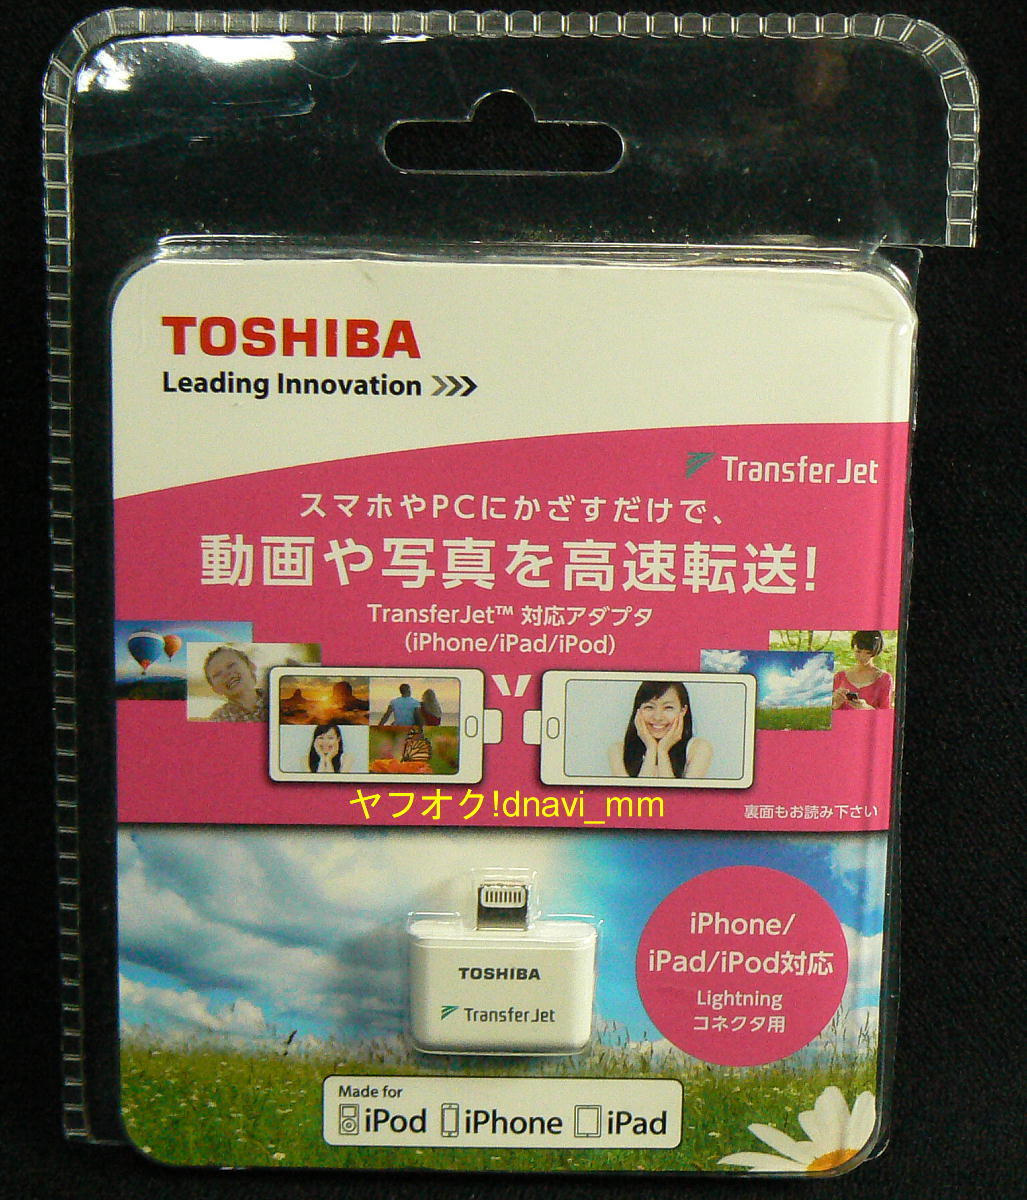 TOSHIBA
Leading Innovation
TransferJet
スマホやPCにかざすだけで、
動画や写真を高速転送!
TransferJet™ 対応アダプタ
(iPhone/iPad/iPod)
ヤフオク!dnavi_mm
裏面もお読み下さい
iPhone/
iPad/iPod対応
Lightning
コネクタ用
TOSHIBA
TransferJet
Made for
iPod iPhone iPad